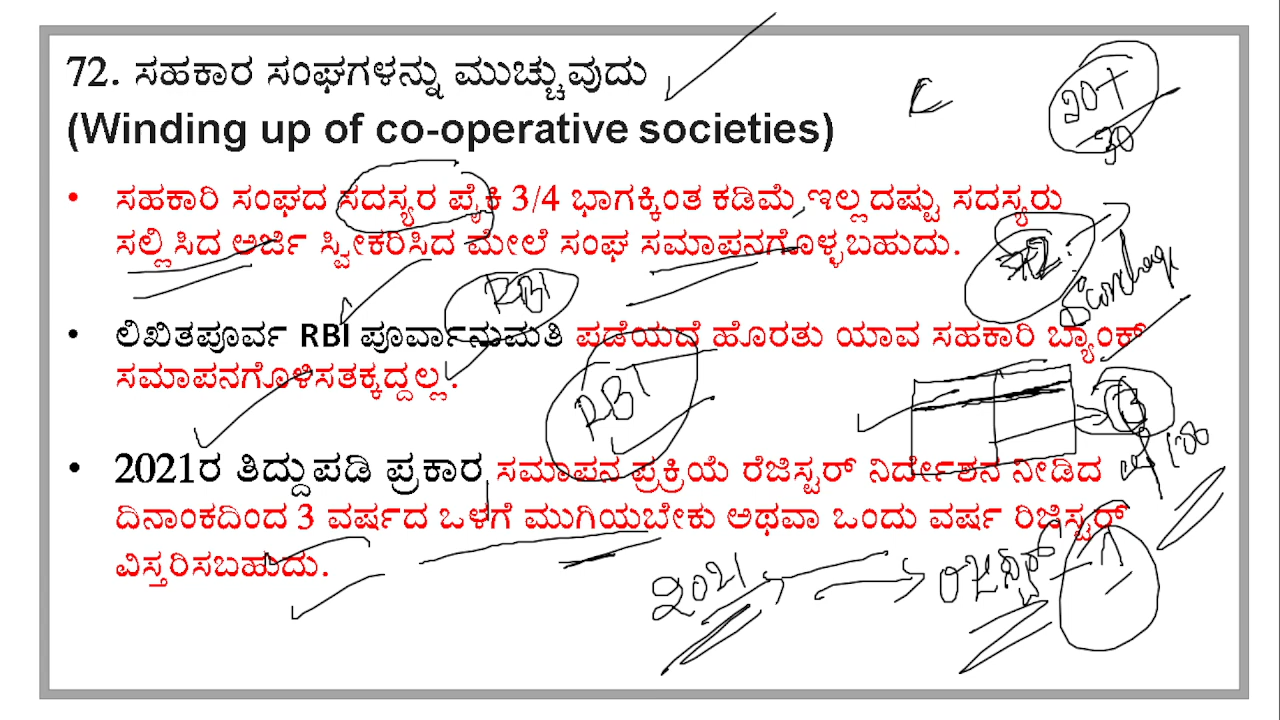 72. ಸಹಕಾರ ಸಂಘಗಳನ್ನು ಮುಚ್ಚುವುದು
(Winding up of co-operative societies)
• ಸಹಕಾರಿ ಸಂಘದ ಸದಸ್ಯರ ಪೈಕಿ 3/4 ಭಾಗಕ್ಕಿಂತ ಕಡಿಮೆ ಇಲ್ಲದಷ್ಟು ಸದಸ್ಯರು
ಸಲ್ಲಿಸಿದ ಅರ್ಜಿ ಸ್ವೀಕರಿಸಿದ ಮೇಲೆ ಸಂಘ ಸಮಾಪನಗೊಳ್ಳಬಹುದು.
RBI
• ಲಿಖಿತಪೂರ್ವ RBI ಪೂರ್ವಾನುಮತಿ ಪಡೆಯದೆ ಹೊರತು ಯಾವ ಸಹಕಾರಿ ಬ್ಯಾಂಕ್
ಸಮಾಪನಗೊಳಿಸತಕ್ಕದ್ದಲ್ಲ.
RBI
• 2021ರ ತಿದ್ದುಪಡಿ ಪ್ರಕಾರ ಸಮಾಪನ ಪ್ರಕ್ರಿಯೆ ರೆಜಿಸ್ಟರ್ ನಿರ್ದೇಶನ ನೀಡಿದ
ದಿನಾಂಕದಿಂದ 3 ವರ್ಷದ ಒಳಗೆ ಮುಗಿಯಬೇಕು ಅಥವಾ ಒಂದು ವರ್ಷ ರಿಜಿಸ್ಟರ್
ವಿಸ್ತರಿಸಬಹುದು.
2021